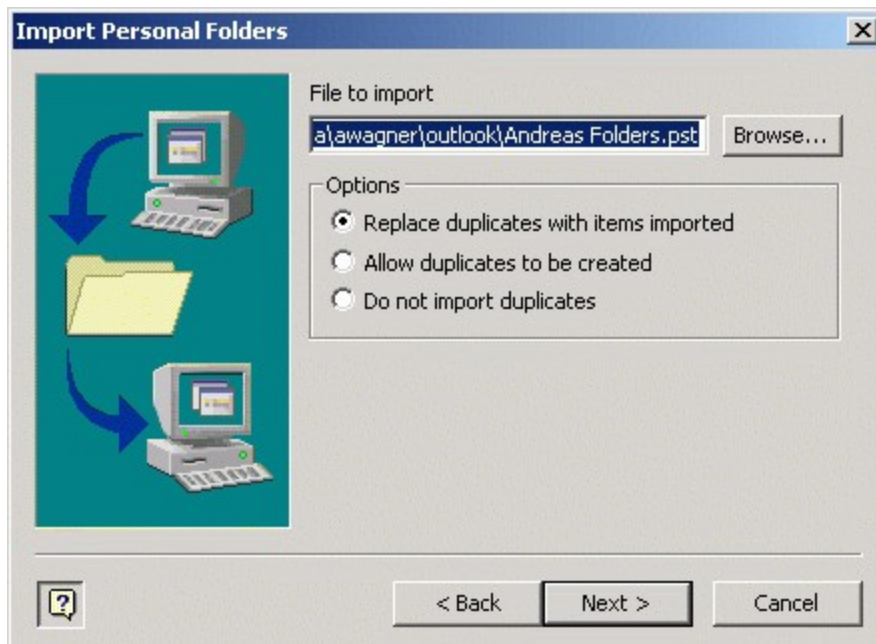 Import Personal Folders
File to import
a\awagner\outlook\Andreas Folders.pst
Browse...
Options
Replace duplicates with items imported
Allow duplicates to be created
Do not import duplicates
?
< Back
Next >
Cancel